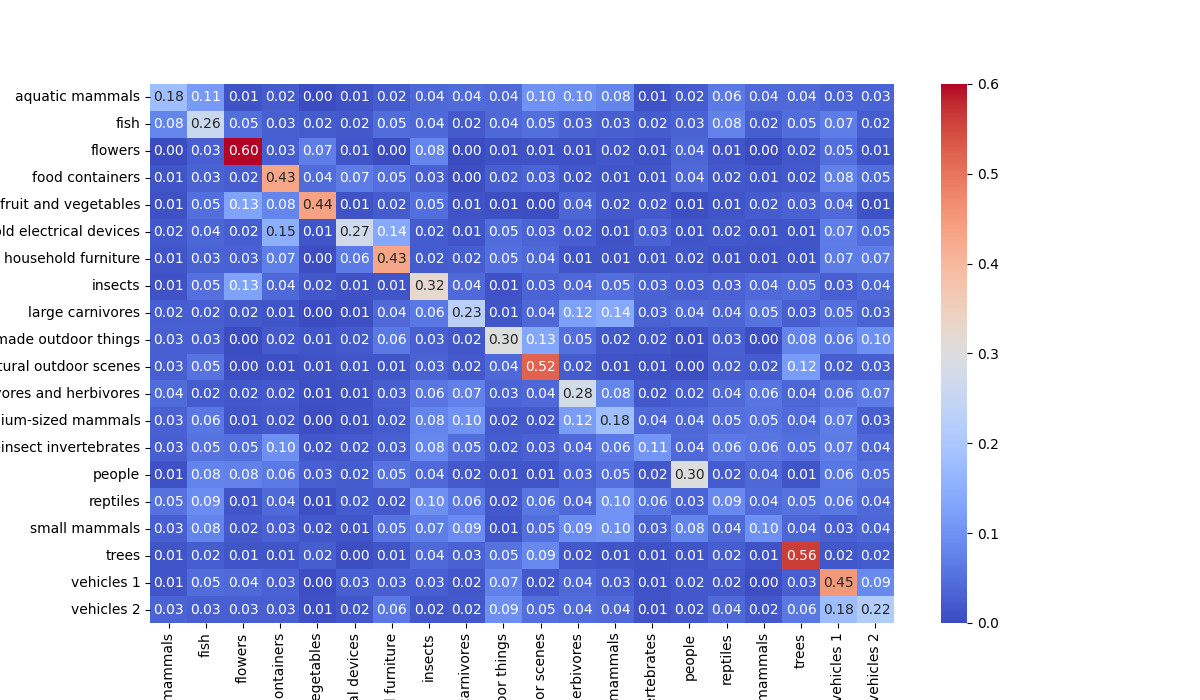 aquatic mammals 0.18 0.11 0.01 0.02 0.00 0.01 0.02 0.04 0.04 0.04 0.10 0.10 0.08 0.01 0.02 0.06 0.04 0.04 0.03 0.03 0.6
fish 0.08 0.26 0.05 0.03 0.02 0.02 0.05 0.04 0.02 0.04 0.05 0.03 0.03 0.02 0.03 0.08 0.02 0.05 0.07 0.02
flowers 0.00 0.03 0.60 0.03 0.07 0.01 0.00 0.08 0.00 0.01 0.01 0.01 0.02 0.01 0.04 0.01 0.00 0.02 0.05 0.01
food containers 0.01 0.03 0.02 0.43 0.04 0.07 0.05 0.03 0.00 0.02 0.03 0.02 0.01 0.01 0.04 0.02 0.01 0.02 0.08 0.05 0.5
fruit and vegetables 0.01 0.05 0.13 0.08 0.44 0.01 0.02 0.05 0.01 0.01 0.00 0.04 0.02 0.02 0.01 0.01 0.02 0.03 0.04 0.01
old electrical devices 0.02 0.04 0.02 0.15 0.01 0.27 0.14 0.02 0.01 0.05 0.03 0.02 0.01 0.03 0.01 0.02 0.01 0.01 0.07 0.05
household furniture 0.01 0.03 0.03 0.07 0.00 0.06 0.43 0.02 0.02 0.05 0.04 0.01 0.01 0.01 0.02 0.01 0.01 0.01 0.07 0.07 0.4
insects 0.01 0.05 0.13 0.04 0.02 0.01 0.01 0.32 0.04 0.01 0.03 0.04 0.05 0.03 0.03 0.03 0.04 0.05 0.03 0.04
large carnivores 0.02 0.02 0.02 0.01 0.00 0.01 0.04 0.06 0.23 0.01 0.04 0.12 0.14 0.03 0.04 0.04 0.05 0.03 0.05 0.03
made outdoor things 0.03 0.03 0.00 0.02 0.01 0.02 0.06 0.03 0.02 0.30 0.13 0.05 0.02 0.02 0.01 0.03 0.00 0.08 0.06 0.10 0.3
tural outdoor scenes 0.03 0.05 0.00 0.01 0.01 0.01 0.01 0.03 0.02 0.04 0.52 0.02 0.01 0.01 0.00 0.02 0.02 0.12 0.02 0.03
vores and herbivores 0.04 0.02 0.02 0.02 0.01 0.02 0.03 0.06 0.07 0.03 0.04 0.28 0.08 0.02 0.02 0.04 0.06 0.04 0.06 0.07
ium-sized mammals 0.03 0.06 0.01 0.02 0.00 0.01 0.02 0.08 0.10 0.02 0.02 0.12 0.18 0.04 0.04 0.05 0.05 0.04 0.07 0.03 0.2
insect invertebrates 0.03 0.05 0.05 0.10 0.02 0.02 0.03 0.08 0.05 0.02 0.03 0.04 0.06 0.11 0.04 0.06 0.06 0.05 0.07 0.04
people 0.01 0.08 0.08 0.06 0.03 0.02 0.05 0.04 0.02 0.01 0.01 0.03 0.05 0.02 0.30 0.02 0.04 0.01 0.06 0.05
reptiles 0.05 0.09 0.01 0.04 0.01 0.02 0.02 0.10 0.06 0.02 0.06 0.04 0.10 0.06 0.03 0.09 0.04 0.05 0.06 0.04
small mammals 0.03 0.08 0.02 0.03 0.02 0.01 0.05 0.07 0.09 0.01 0.05 0.09 0.10 0.03 0.08 0.04 0.10 0.04 0.03 0.04 0.1
trees 0.01 0.02 0.01 0.01 0.02 0.00 0.01 0.04 0.03 0.05 0.09 0.02 0.01 0.01 0.01 0.02 0.01 0.56 0.02 0.02
vehicles 1 0.01 0.05 0.04 0.03 0.00 0.03 0.03 0.03 0.02 0.07 0.02 0.04 0.03 0.01 0.02 0.02 0.00 0.03 0.45 0.09
vehicles 2 0.03 0.03 0.03 0.03 0.01 0.02 0.06 0.02 0.02 0.09 0.05 0.04 0.04 0.01 0.02 0.04 0.02 0.06 0.18 0.22 0.0
mammals
fish
flowers
ontainers
egetables
al devices
furniture
insects
arnivores
oor things
or scenes
erbivores
mammals
ertebrates
people
reptiles
mammals
trees
vehicles 1
vehicles 2